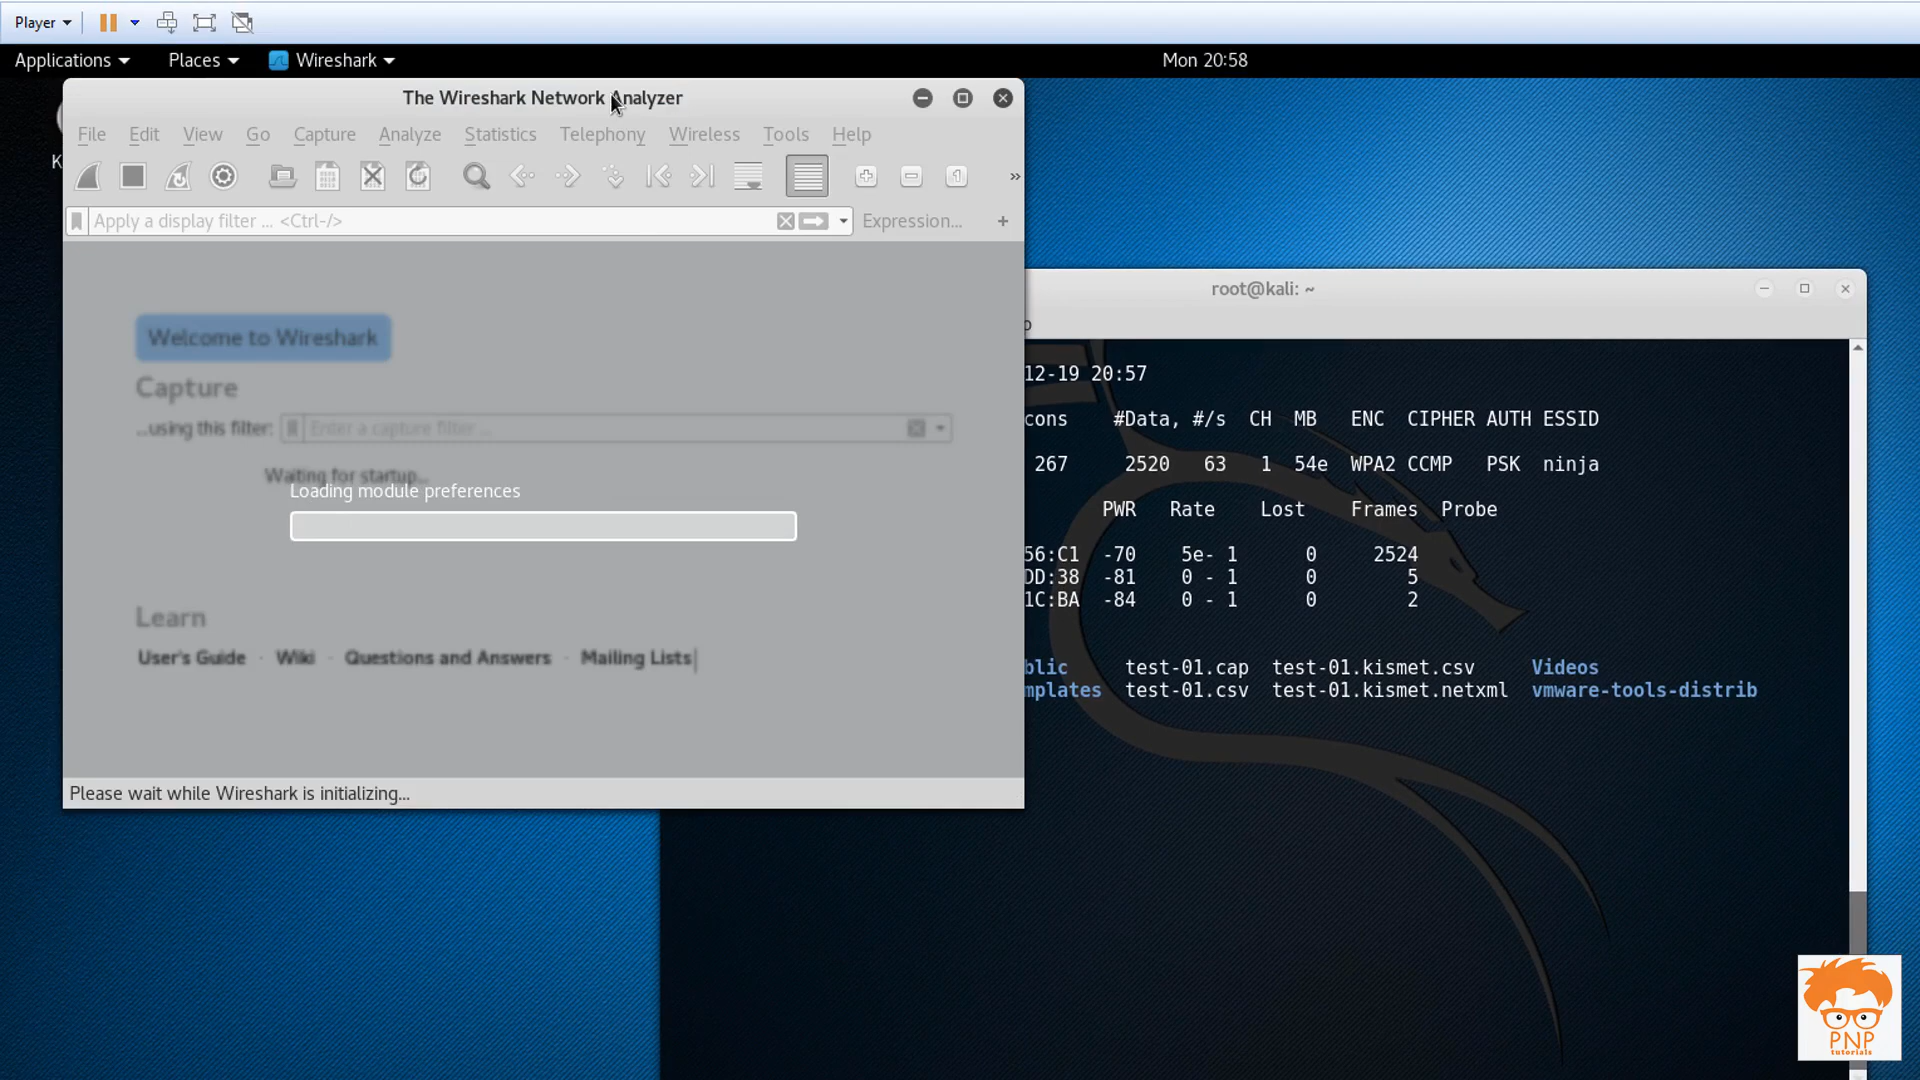 Player
Applications Places Wireshark Mon 20:58
K
The Wireshark Network Analyzer
File Edit View Go Capture Analyze Statistics Telephony Wireless Tools Help
Apply a display filter ... <Ctrl-/> Expression... +
Welcome to Wireshark
Capture
...using this filter: Enter a capture filter ...
Waiting for startup...
Loading module preferences
Learn
User's Guide · Wiki · Questions and Answers · Mailing Lists
Please wait while Wireshark is initializing...
root@kali: ~
p
12-19 20:57
cons #Data, #/s CH MB ENC CIPHER AUTH ESSID
267 2520 63 1 54e WPA2 CCMP PSK ninja
PWR Rate Lost Frames Probe
56:C1 -70 5e- 1 0 2524
DD:38 -81 0 - 1 0 5
1C:BA -84 0 - 1 0 2
blic test-01.cap test-01.kismet.csv Videos
mplates test-01.csv test-01.kismet.netxml vmware-tools-distrib
PNP
tutorials